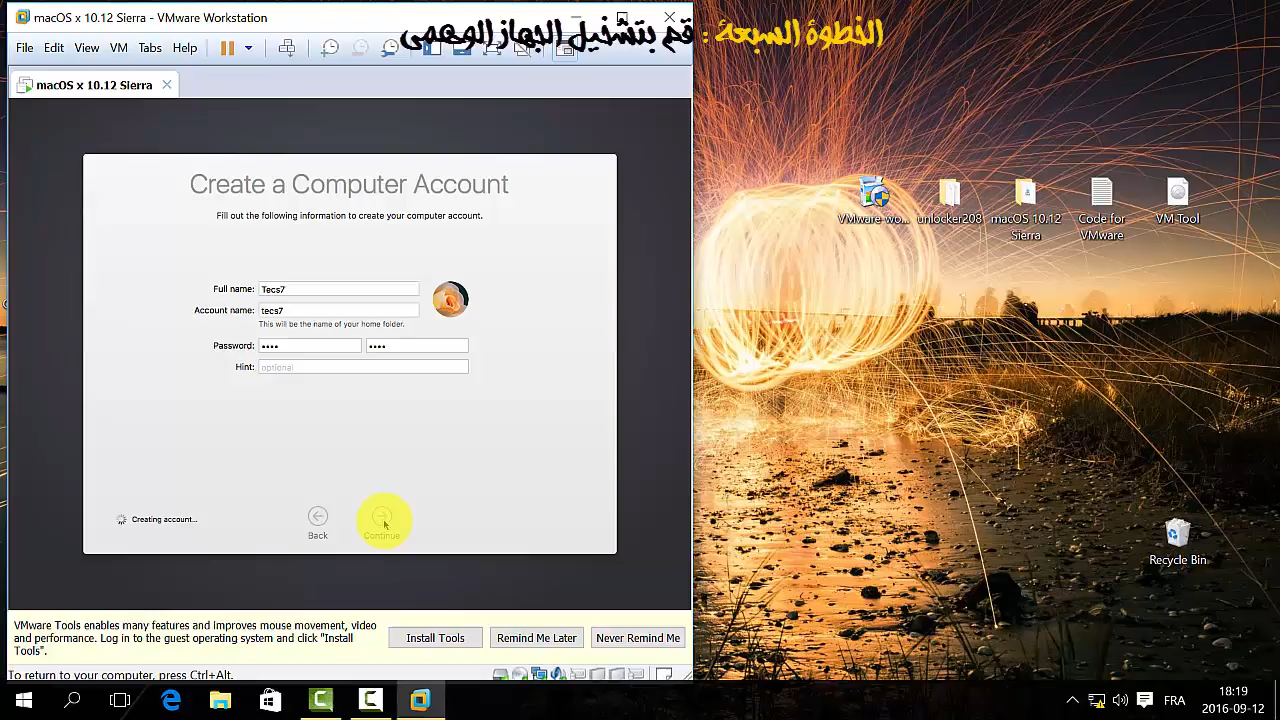 macOS x 10.12 Sierra - VMware Workstation
الخطوة السبعة : قم بتشخيل الجهاز الوهمى
File Edit View VM Tabs Help
macOS x 10.12 Sierra
Create a Computer Account
Fill out the following information to create your computer account.
Full name: Tecs7
Account name: tecs7
This will be the name of your home folder.
Password: •••• ••••
Hint: optional
Creating account...
Back
Continue
VMware Tools enables many features and improves mouse movement, video
and performance. Log in to the guest operating system and click "Install
Tools".
Install Tools
Remind Me Later
Never Remind Me
To return to your computer, press Ctrl+Alt.
VMware-wo...
unlocker208
macOS 10.12
Sierra
Code for
VMware
VM-Tool
Recycle Bin
FRA
18:19
2016-09-12